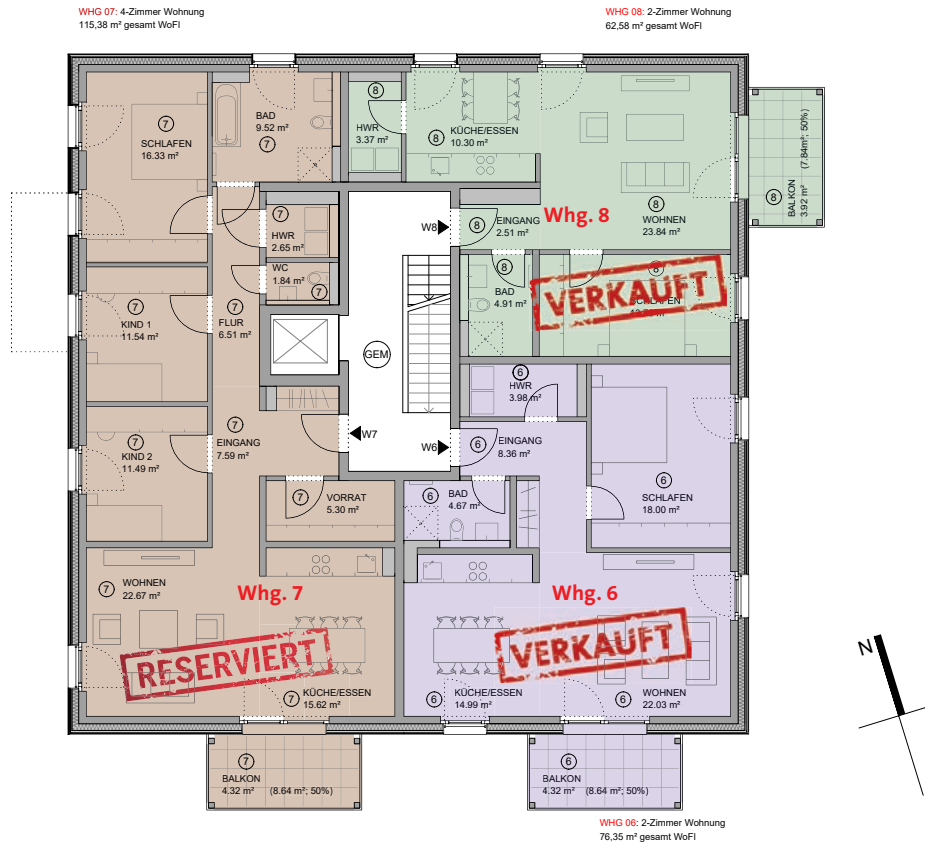 WHG 07: 4-Zimmer Wohnung
115,38 m² gesamt WoFl
WHG 08: 2-Zimmer Wohnung
62,58 m² gesamt WoFl
7
SCHLAFEN
16.33 m²
BAD
9.52 m²
7
8
HWR
3.37 m²
8
KÜCHE/ESSEN
10.30 m²
8
BALKON
3.92 m²
(7.84m²; 50%)
7
HWR
2.65 m²
W8
8
EINGANG
2.51 m²
Whg. 8
8
WOHNEN
23.84 m²
WC
1.84 m²
7
8
BAD
4.91 m²
8
SCHLAFEN
VERKAUFT
7
KIND 1
11.54 m²
7
FLUR
6.51 m²
GEM
6
HWR
3.98 m²
7
KIND 2
11.49 m²
7
EINGANG
7.59 m²
W7
W6
6
EINGANG
8.36 m²
6
SCHLAFEN
18.00 m²
7
VORRAT
5.30 m²
6
BAD
4.67 m²
7
WOHNEN
22.67 m²
Whg. 7
Whg. 6
RESERVIERT
VERKAUFT
7
KÜCHE/ESSEN
15.62 m²
6
KÜCHE/ESSEN
14.99 m²
6
WOHNEN
22.03 m²
N
7
BALKON
4.32 m² (8.64 m²; 50%)
6
BALKON
4.32 m² (8.64 m²; 50%)
WHG 06: 2-Zimmer Wohnung
76,35 m² gesamt WoFl